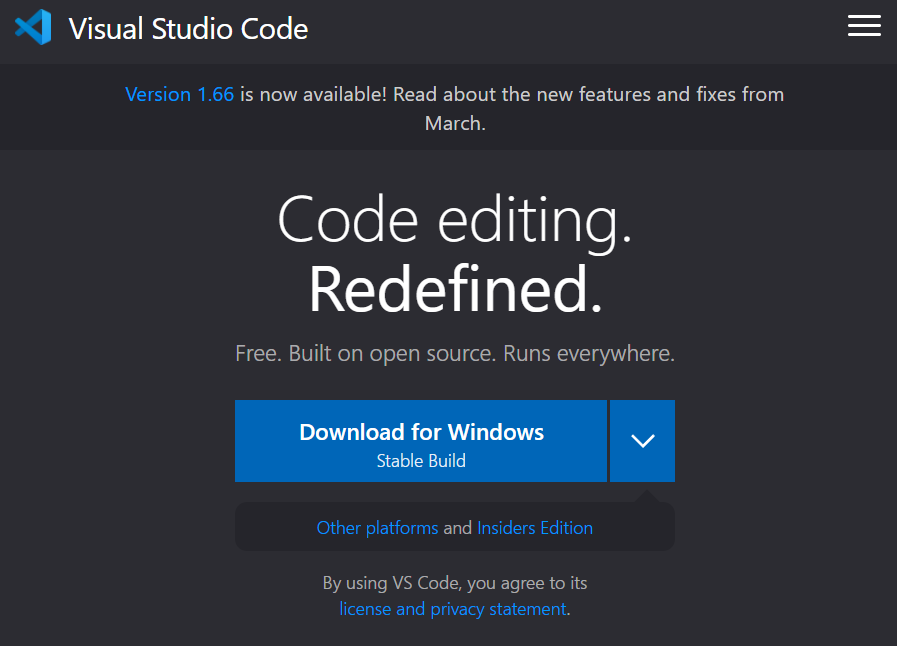 Visual Studio Code
Version 1.66 is now available! Read about the new features and fixes from
March.
Code editing.
Redefined.
Free. Built on open source. Runs everywhere.
Download for Windows
Stable Build
Other platforms and Insiders Edition
By using VS Code, you agree to its
license and privacy statement.